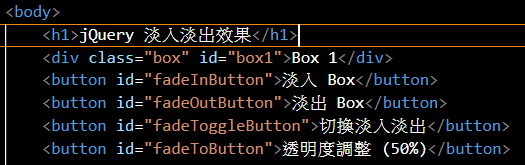 <body>
<h1>jQuery 淡入淡出效果</h1>
<div class="box" id="box1">Box 1</div>
<button id="fadeInButton">淡入 Box</button>
<button id="fadeOutButton">淡出 Box</button>
<button id="fadeToggleButton">切換淡入淡出</button>
<button id="fadeToButton">透明度調整 (50%)</button>